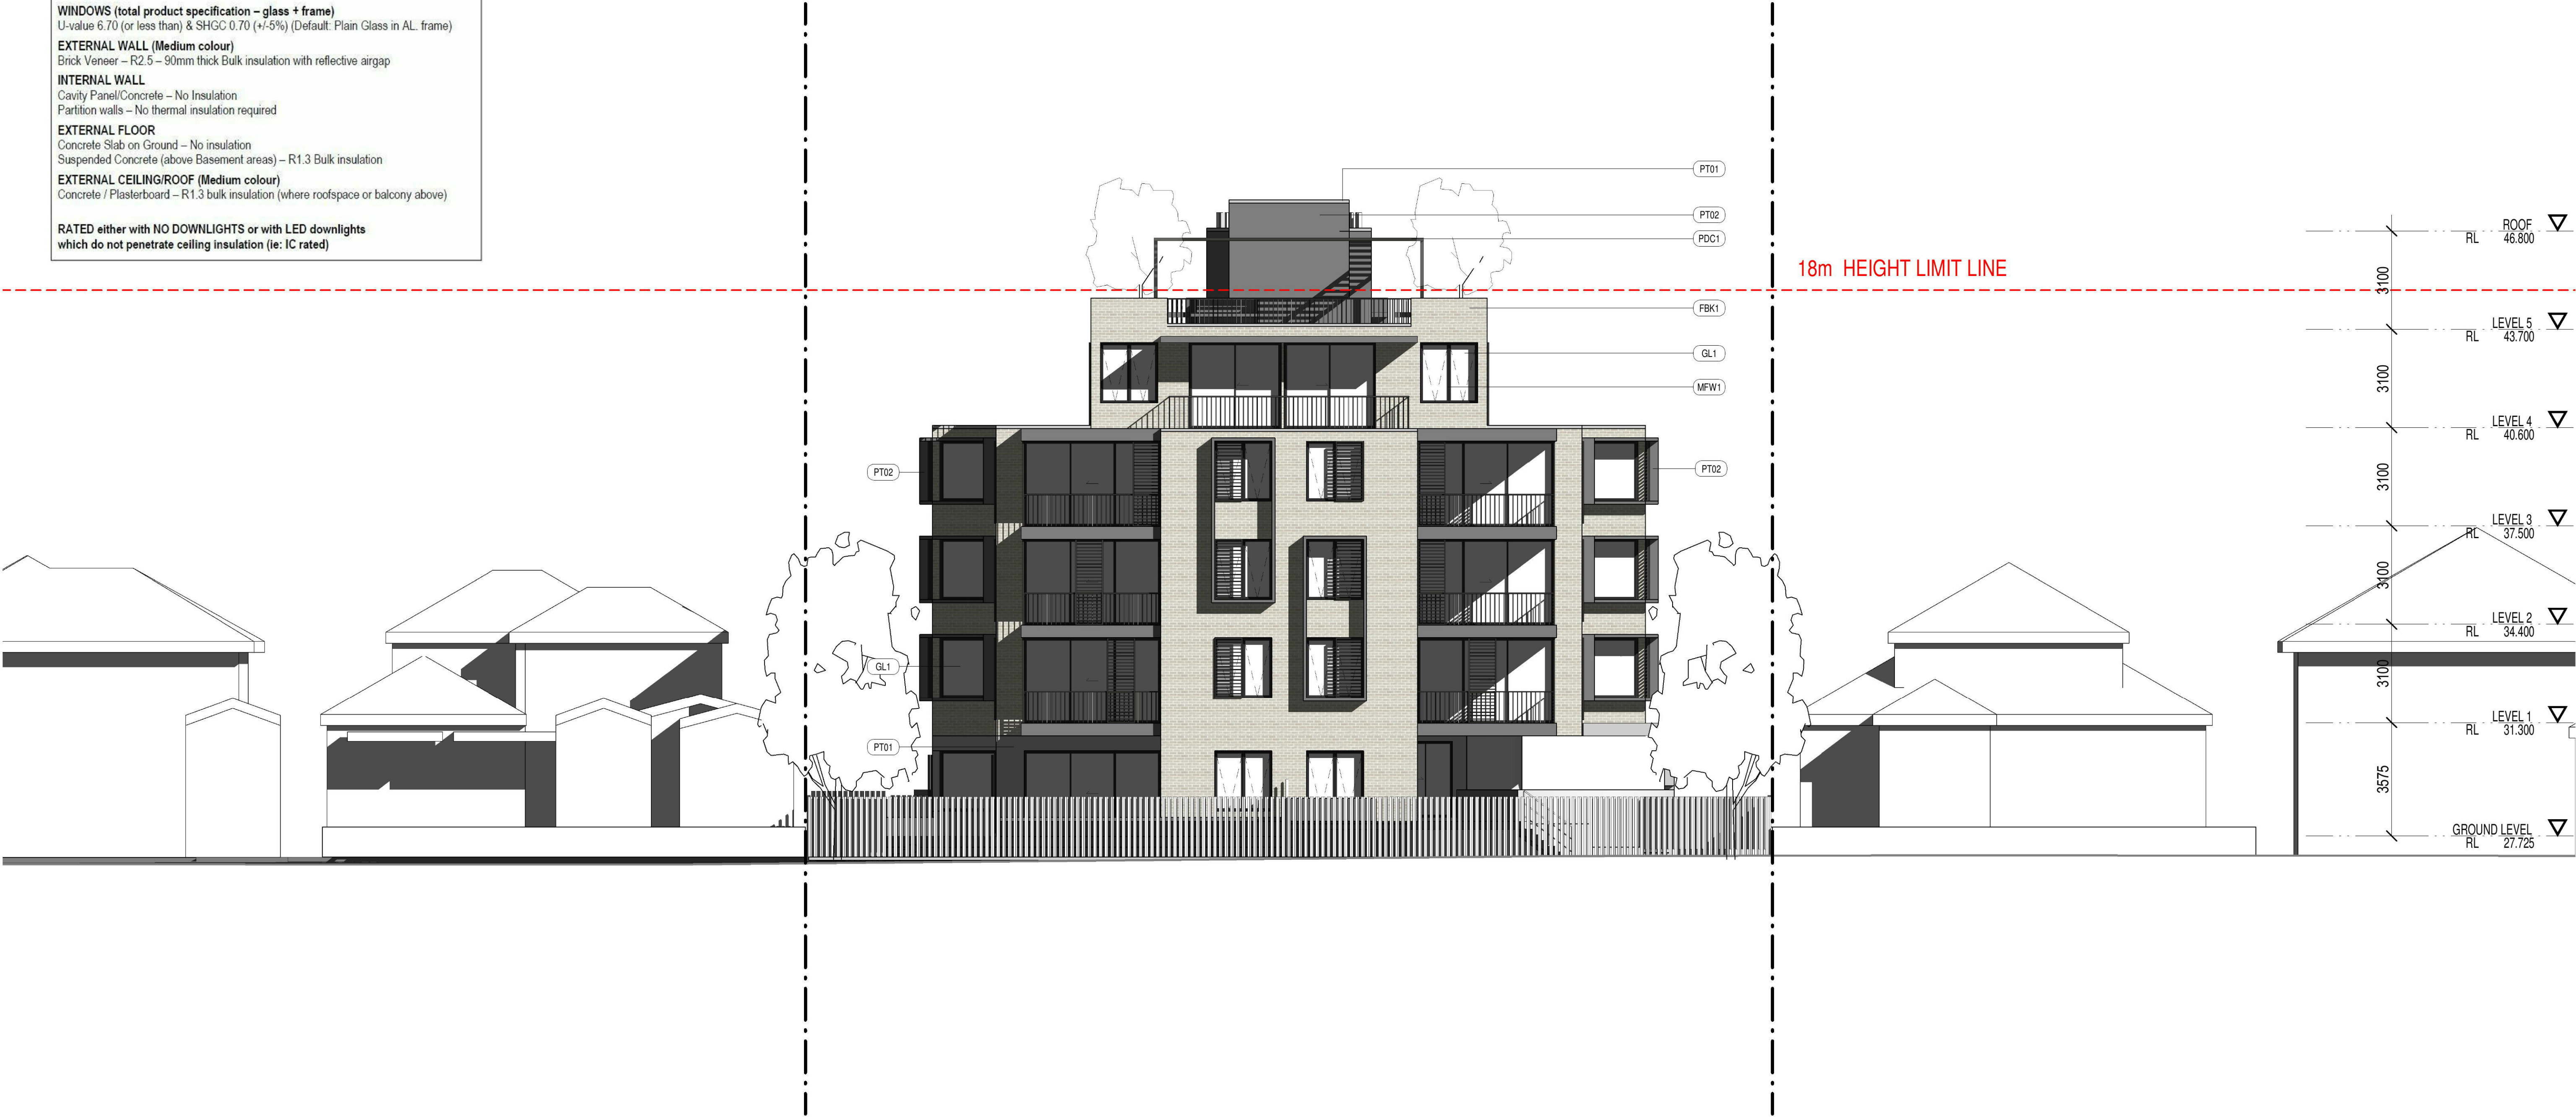 WINDOWS (total product specification – glass + frame)
U-value 6.70 (or less than) & SHGC 0.70 (+/-5%) (Default: Plain Glass in AL. frame)
EXTERNAL WALL (Medium colour)
Brick Veneer – R2.5 – 90mm thick Bulk insulation with reflective airgap
INTERNAL WALL
Cavity Panel/Concrete – No Insulation
Partition walls – No thermal insulation required
EXTERNAL FLOOR
Concrete Slab on Ground – No insulation
Suspended Concrete (above Basement areas) – R1.3 Bulk insulation
EXTERNAL CEILING/ROOF (Medium colour)
Concrete / Plasterboard – R1.3 bulk insulation (where roofspace or balcony above)
RATED either with NO DOWNLIGHTS or with LED downlights
which do not penetrate ceiling insulation (ie: IC rated)
PT01
PT02
PDC1
18m HEIGHT LIMIT LINE
FBK1
GL1
MFW1
PT02
PT02
GL1
PT01
ROOF
RL 46.800
3100
LEVEL 5
RL 43.700
3100
LEVEL 4
RL 40.600
3100
LEVEL 3
RL 37.500
3100
LEVEL 2
RL 34.400
3100
LEVEL 1
RL 31.300
3575
GROUND LEVEL
RL 27.725